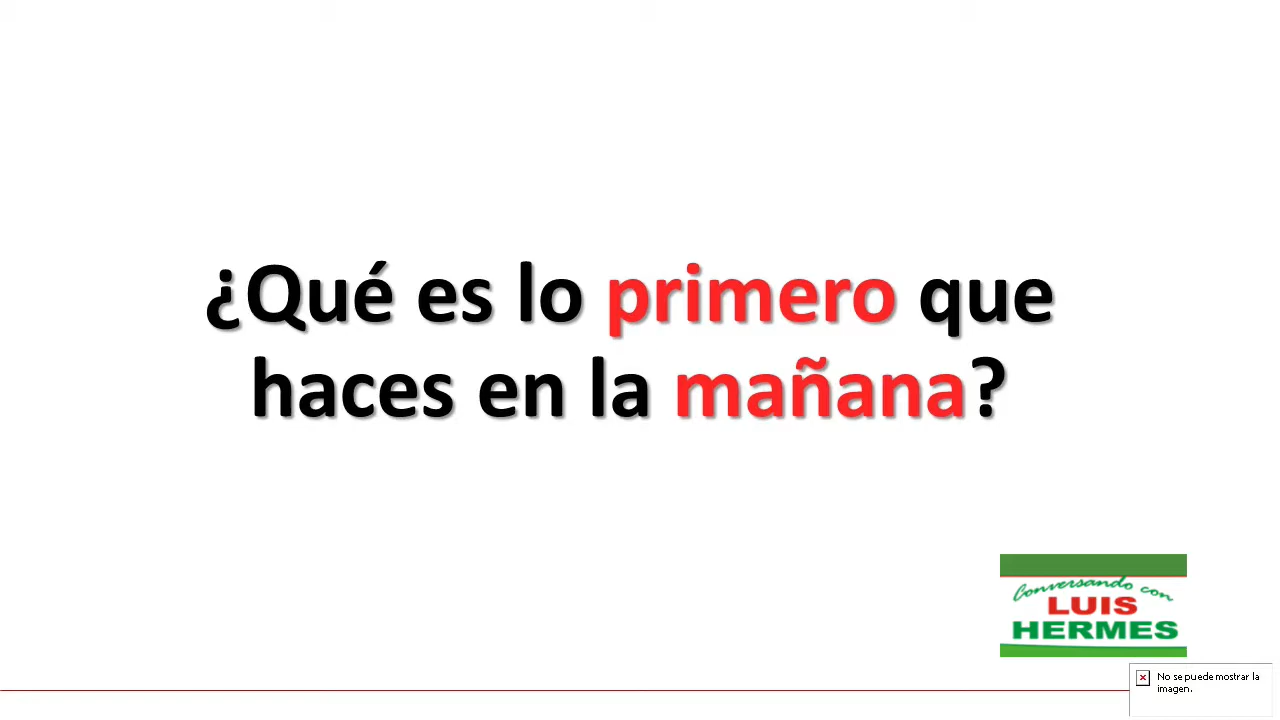 ¿Qué es lo primero que
haces en la mañana?
Conversando con
LUIS
HERMES
No se puede mostrar la
imagen.